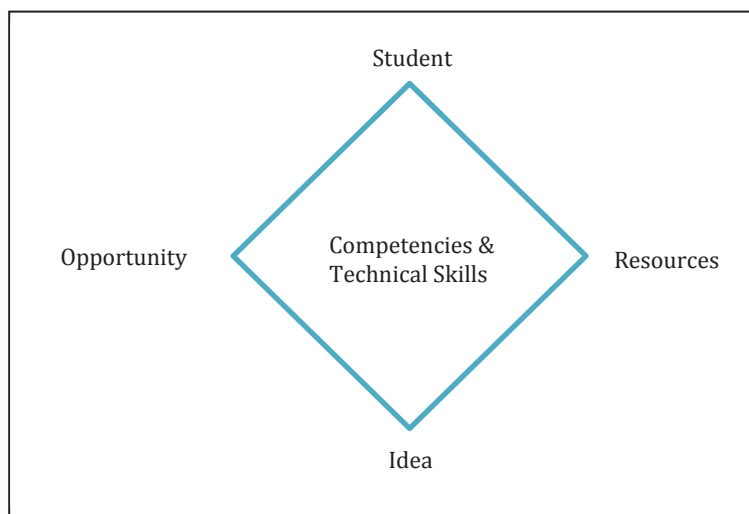 Student
Opportunity
Competencies &
Technical Skills
Resources
Idea